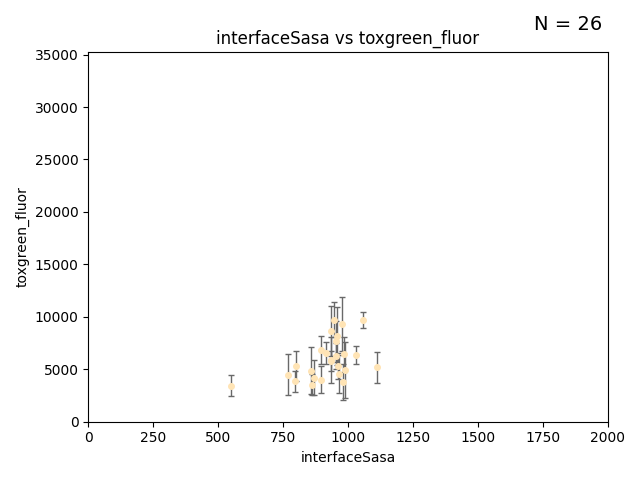 N = 26
interfaceSasa vs toxgreen_fluor
35000
30000
25000
20000
15000
10000
5000
0
toxgreen_fluor
0 250 500 750 1000 1250 1500 1750 2000
interfaceSasa